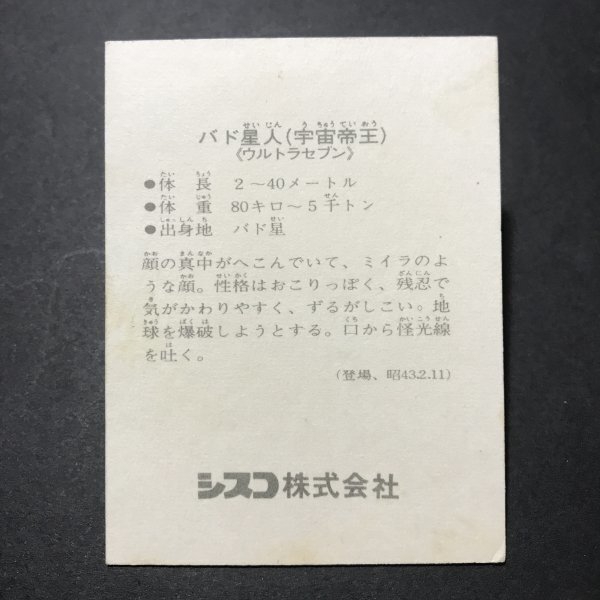 バド星人(宇宙帝王)
《ウルトラセブン》
●体長 2〜40メートル
●体重 80キロ〜5千トン
●出身地 バド星
顔の真中がへこんでいて、ミイラのよ
うな顔。性格はおこりっぽく、残忍で
気がかわりやすく、ずるがしこい。地
球を爆破しようとする。口から怪光線
を吐く。
(登場、昭43.2.11)
シスコ株式会社